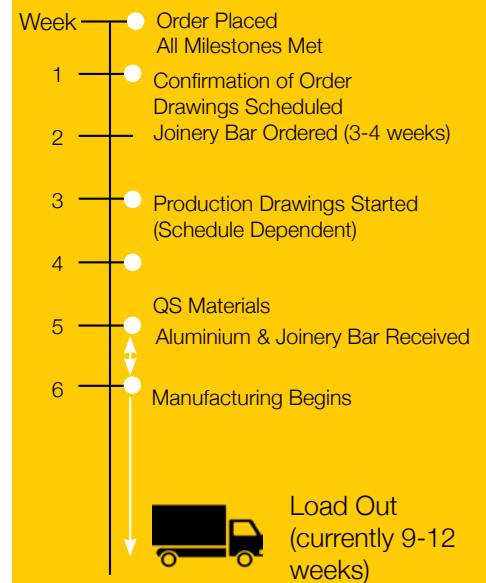 Week
Order Placed
All Milestones Met
1
Confirmation of Order
Drawings Scheduled
2
Joinery Bar Ordered (3-4 weeks)
3
Production Drawings Started
(Schedule Dependent)
4
QS Materials
5
Aluminium & Joinery Bar Received
6
Manufacturing Begins
Load Out
(currently 9-12
weeks)